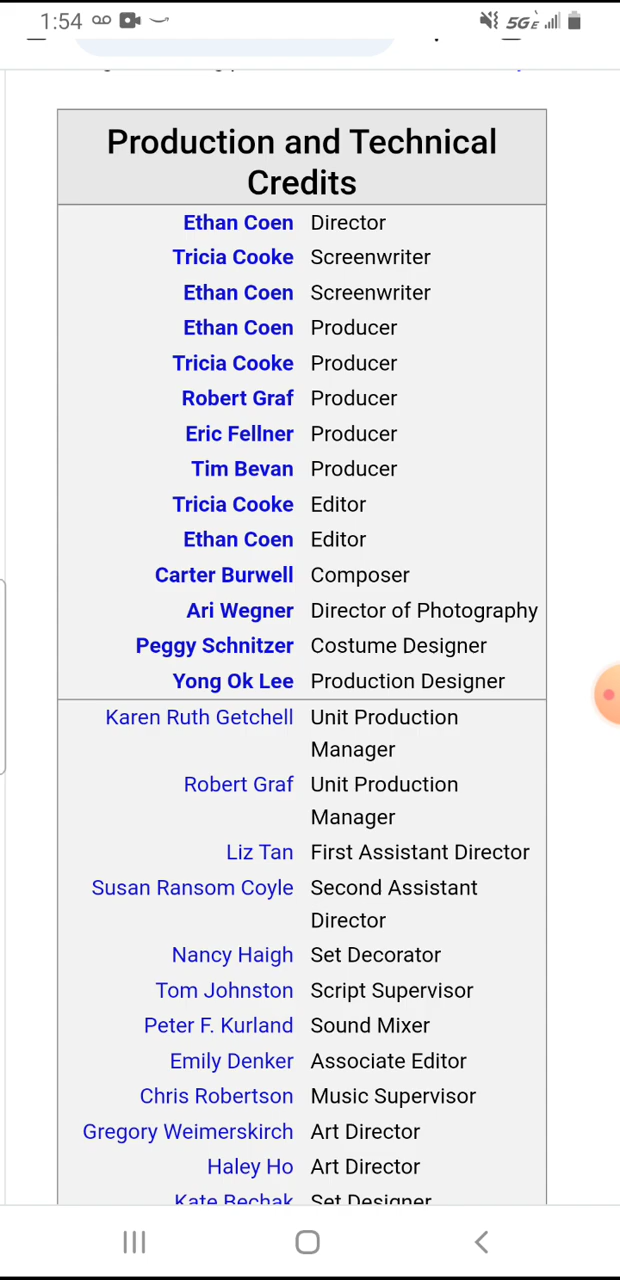 1:54
5GE
Production and Technical
Credits
Ethan Coen Director
Tricia Cooke Screenwriter
Ethan Coen Screenwriter
Ethan Coen Producer
Tricia Cooke Producer
Robert Graf Producer
Eric Fellner Producer
Tim Bevan Producer
Tricia Cooke Editor
Ethan Coen Editor
Carter Burwell Composer
Ari Wegner Director of Photography
Peggy Schnitzer Costume Designer
Yong Ok Lee Production Designer
Karen Ruth Getchell Unit Production
Manager
Robert Graf Unit Production
Manager
Liz Tan First Assistant Director
Susan Ransom Coyle Second Assistant
Director
Nancy Haigh Set Decorator
Tom Johnston Script Supervisor
Peter F. Kurland Sound Mixer
Emily Denker Associate Editor
Chris Robertson Music Supervisor
Gregory Weimerskirch Art Director
Haley Ho Art Director
Kate Bechak Set Designer